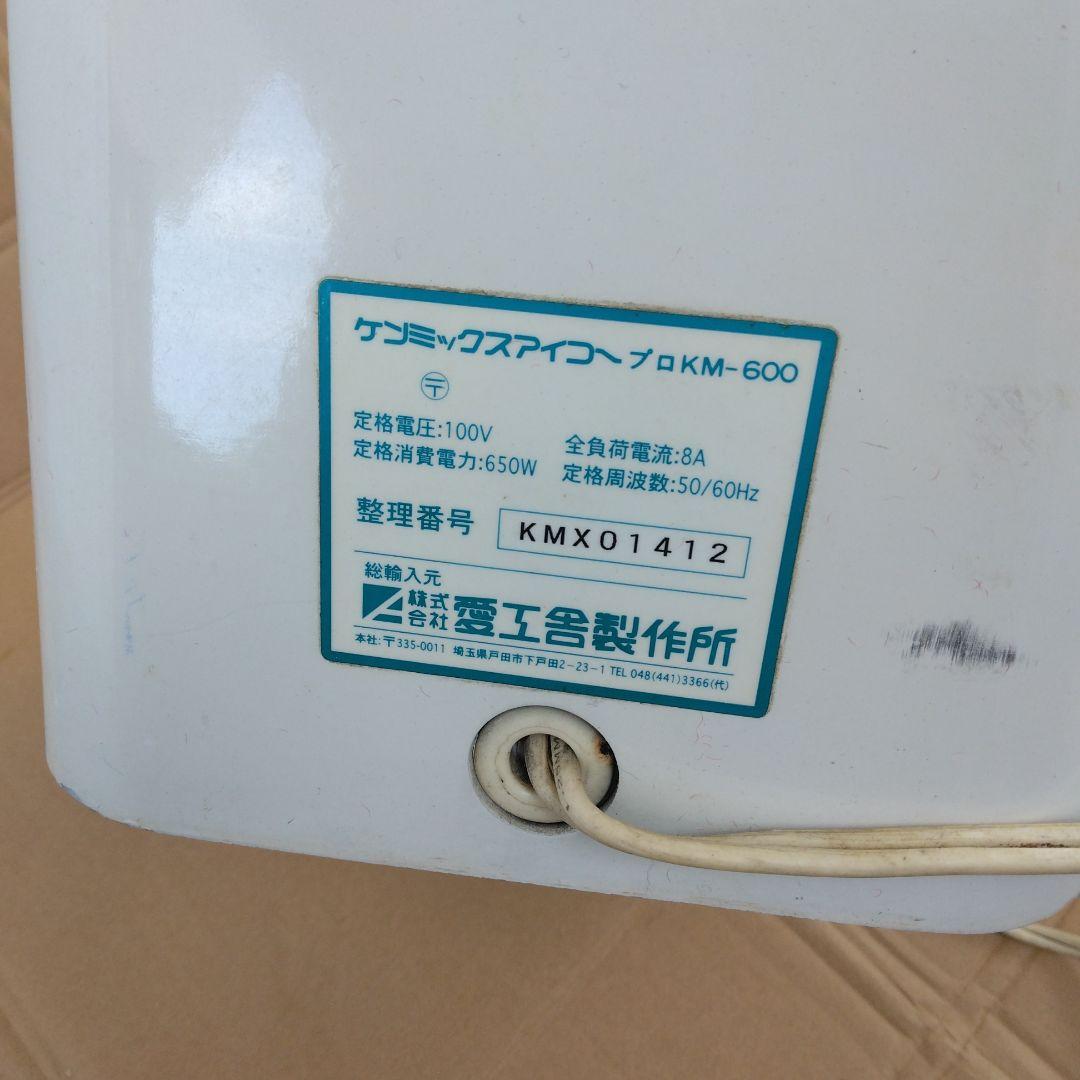 ケンミックスアイコー プロKM-600
〶
定格電圧:100V 全負荷電流:8A
定格消費電力:650W 定格周波数:50/60Hz
整理番号 KMX01412
総輸入元
株式会社 愛工舎製作所
本社:〒335-0011 埼玉県戸田市下戸田2-23-1 TEL 048(441)3366(代)